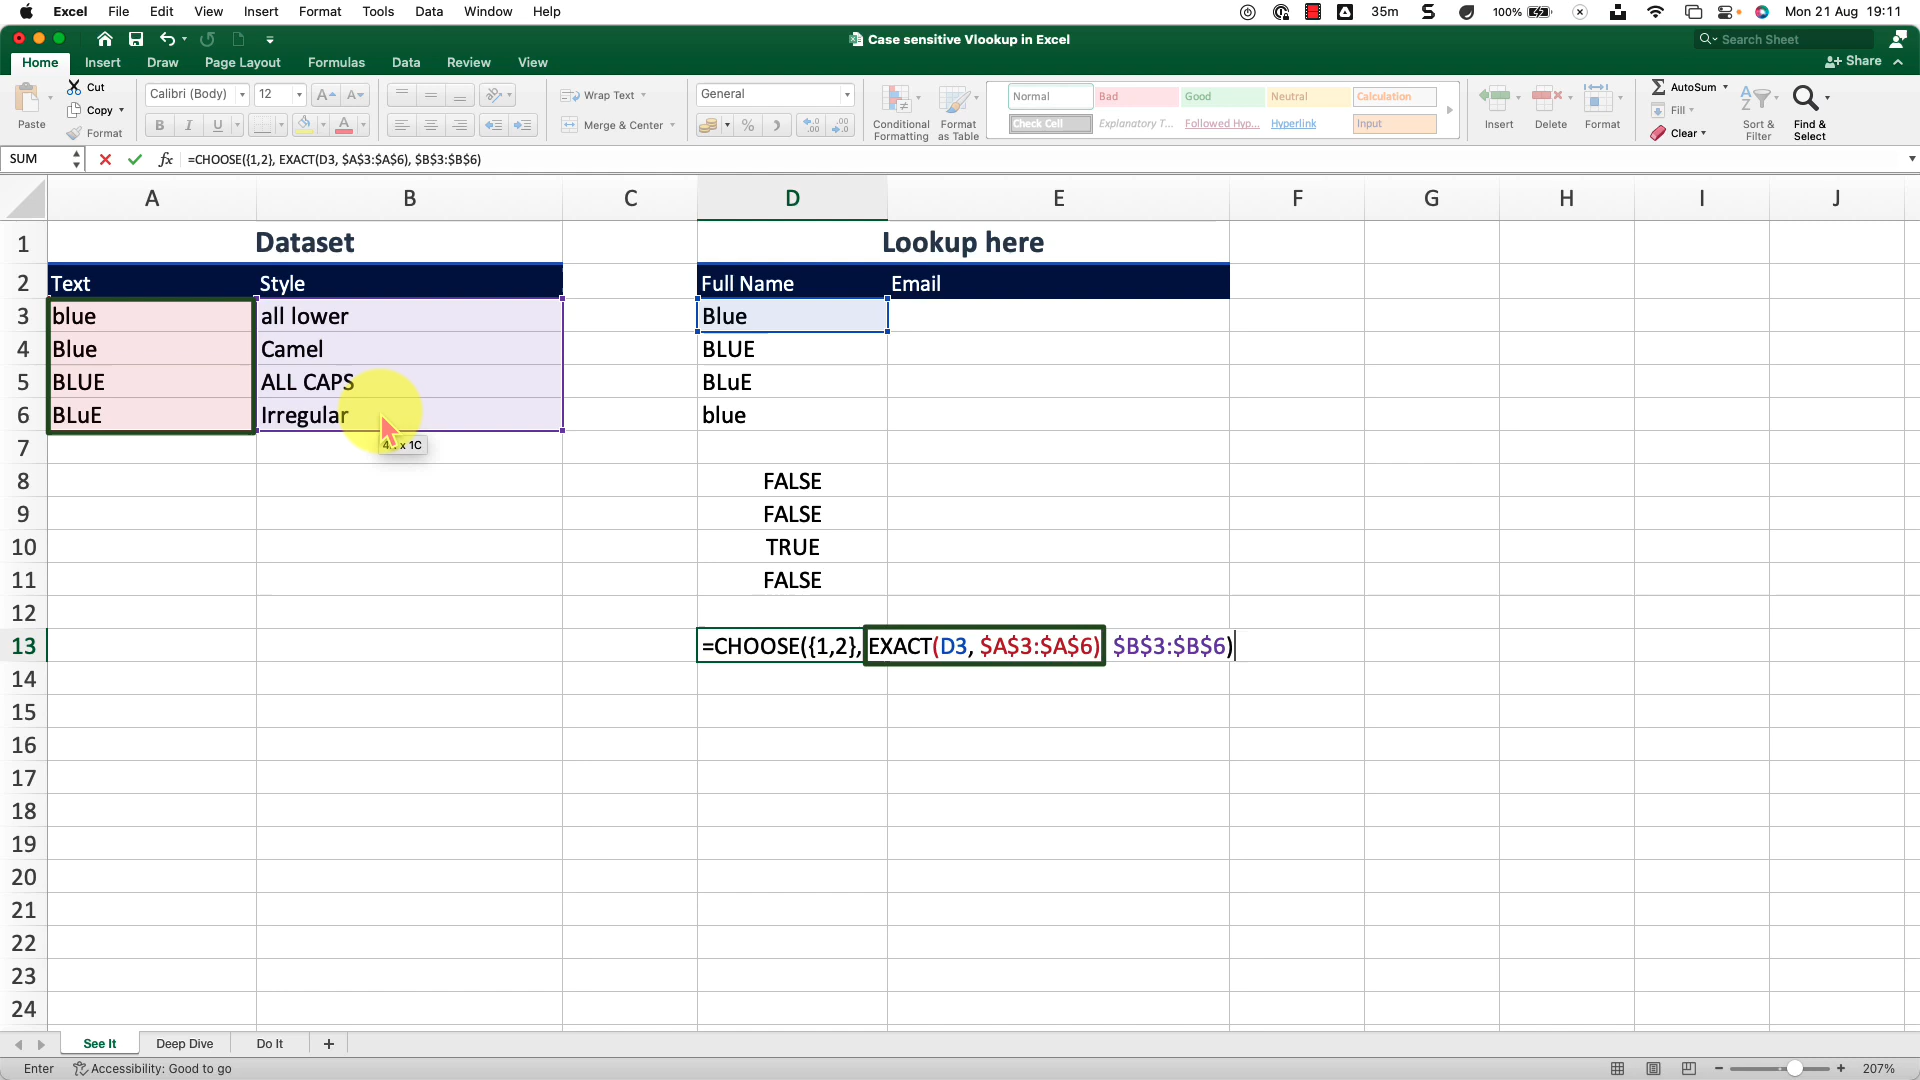 Excel File Edit View Insert Format Tools Data Window Help
35m 100% Mon 21 Aug 19:11
Case sensitive Vlookup in Excel
Search Sheet
Home Insert Draw Page Layout Formulas Data Review View
Share
Paste
Cut
Copy
Format
Calibri (Body) 12
B I U
Wrap Text
Merge & Center
General
Conditional Formatting
Format as Table
Normal Bad Good Neutral Calculation
Check Cell Explanatory T... Followed Hyp... Hyperlink Input
Insert Delete Format
AutoSum
Fill
Clear
Sort & Filter
Find & Select
SUM fx =CHOOSE({1,2}, EXACT(D3, $A$3:$A$6), $B$3:$B$6)
A B C D E F G H I J
1 Dataset Lookup here
2 Text Style Full Name Email
3 blue all lower Blue
4 Blue Camel BLUE
5 BLUE ALL CAPS BLuE
6 BLuE Irregular blue
7
8 FALSE
9 FALSE
10 TRUE
11 FALSE
12
13 =CHOOSE({1,2}, EXACT(D3, $A$3:$A$6) $B$3:$B$6)
14
15
16
17
18
19
20
21
22
23
24
See It Deep Dive Do It +
Enter Accessibility: Good to go 207%